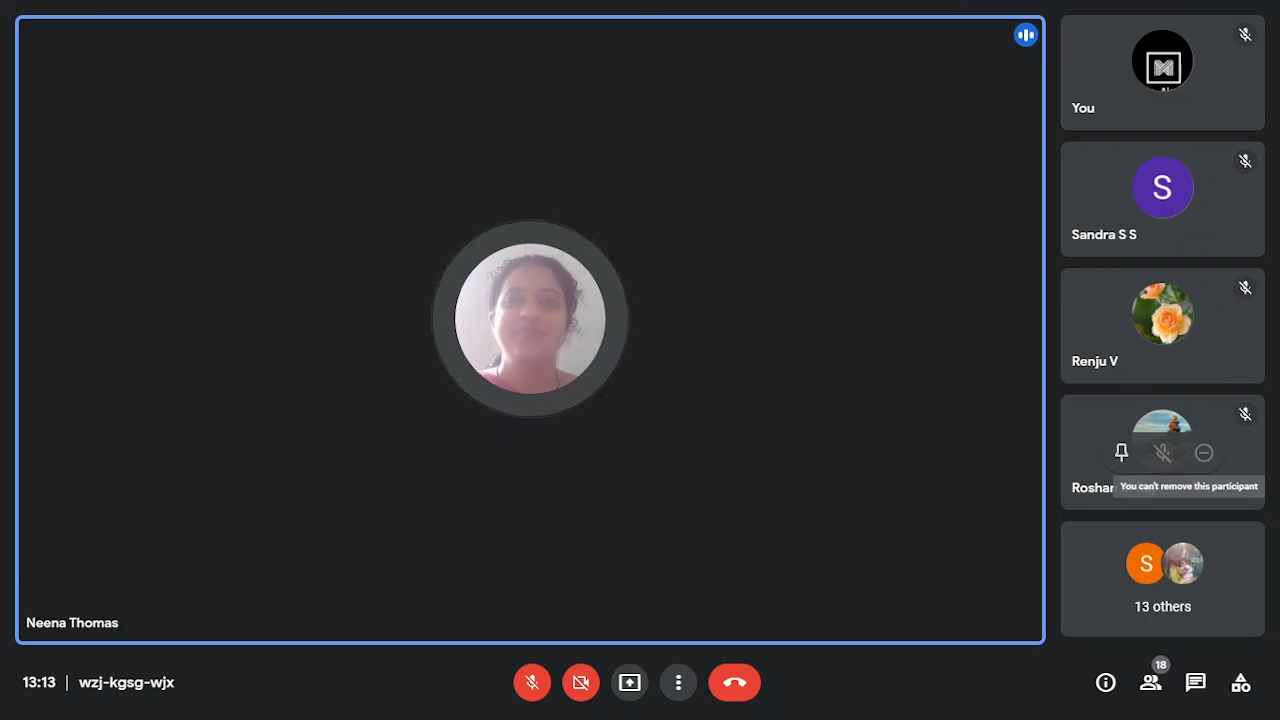 Neena Thomas
You
S
Sandra S S
Renju V
Roshan
You can't remove this participant
S
13 others
13:13 | wzj-kgsg-wjx
18